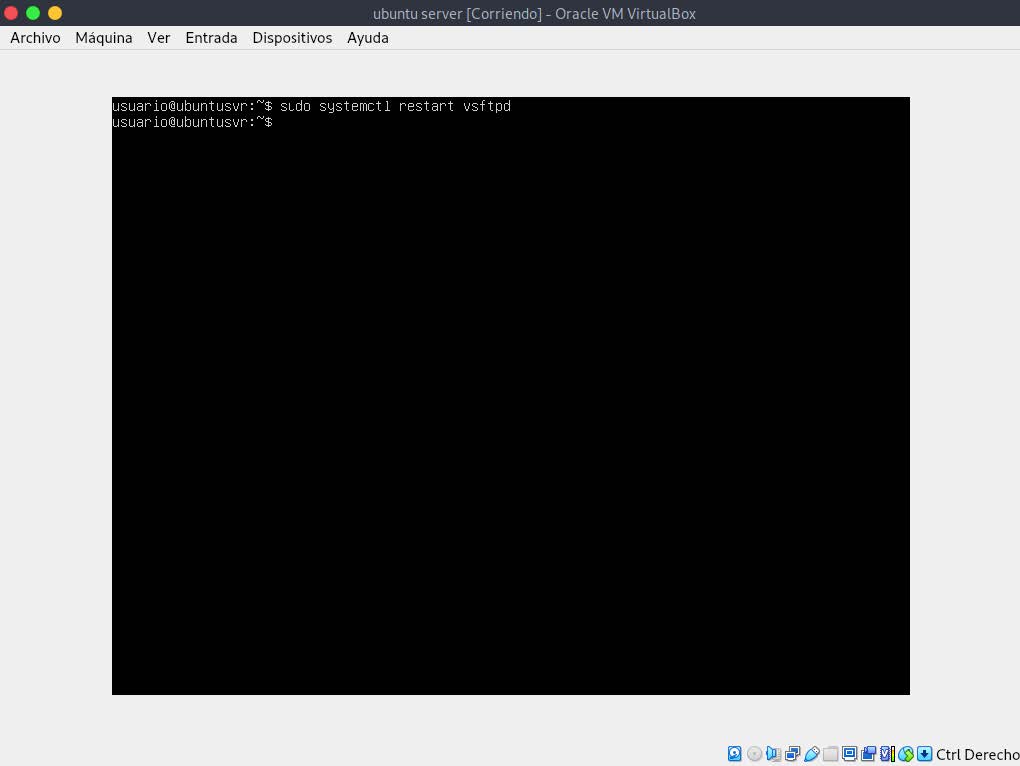 ubuntu server [Corriendo] - Oracle VM VirtualBox
Archivo Máquina Ver Entrada Dispositivos Ayuda
usuario@ubuntusvr:~$ sudo systemctl restart vsftpd
usuario@ubuntusvr:~$
Ctrl Derecho